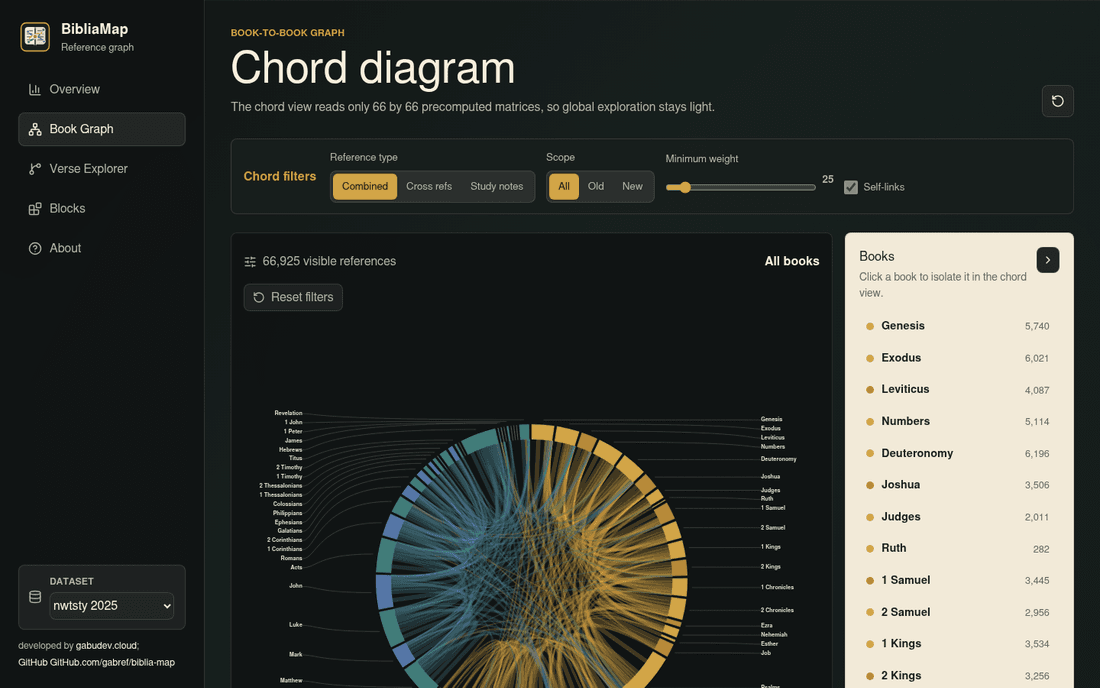 BibliaMap
Reference graph
Overview
Book Graph
Verse Explorer
Blocks
About
DATASET
nwtsty 2025
developed by gabudev.cloud;
GitHub GitHub.com/gabref/biblia-map
BOOK-TO-BOOK GRAPH
Chord diagram
The chord view reads only 66 by 66 precomputed matrices, so global exploration stays light.
Chord filters
Reference type
Combined Cross refs Study notes
Scope
All Old New
Minimum weight
25
Self-links
66,925 visible references
All books
Reset filters
Revelation
1 John
1 Peter
James
Hebrews
Titus
2 Timothy
1 Timothy
2 Thessalonians
1 Thessalonians
Colossians
Philippians
Ephesians
Galatians
2 Corinthians
1 Corinthians
Romans
Acts
John
Luke
Mark
Matthew
Genesis
Exodus
Leviticus
Numbers
Deuteronomy
Joshua
Judges
Ruth
1 Samuel
2 Samuel
1 Kings
2 Kings
1 Chronicles
2 Chronicles
Ezra
Nehemiah
Esther
Job
Psalms
Books
Click a book to isolate it in the chord
view.
Genesis 5,740
Exodus 6,021
Leviticus 4,087
Numbers 5,114
Deuteronomy 6,196
Joshua 3,506
Judges 2,011
Ruth 282
1 Samuel 3,445
2 Samuel 2,956
1 Kings 3,534
2 Kings 3,256